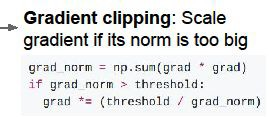 Gradient clipping: Scale
gradient if its norm is too big
grad_norm = np.sum(grad * grad)
if grad_norm > threshold:
    grad *= (threshold / grad_norm)